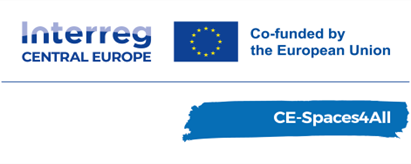 Interreg
CENTRAL EUROPE
Co-funded by
the European Union
CE-Spaces4All